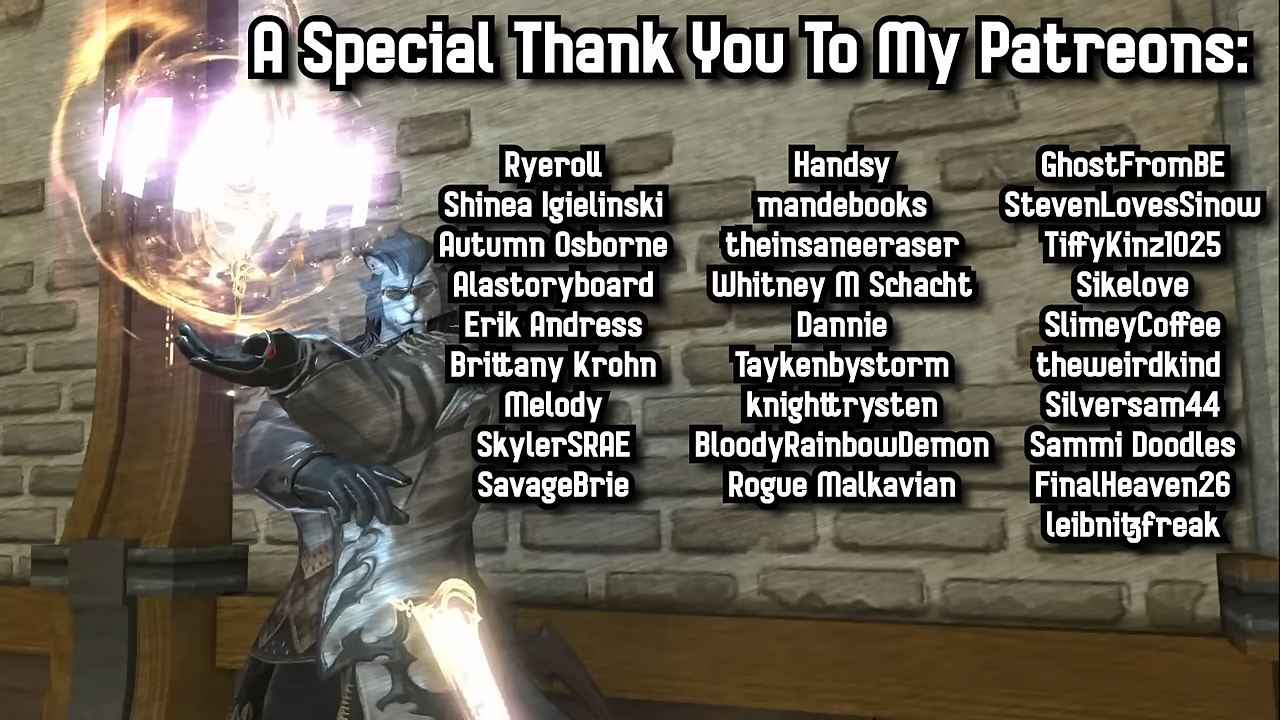 A Special Thank You To My Patreons:
Ryeroll
Shinea Igielinski
Autumn Osborne
Alastoryboard
Erik Andress
Brittany Krohn
Melody
SkylerSRAE
SavageBrie
Handsy
mandebooks
theinsaneeraser
Whitney M Schacht
Dannie
Taykenbystorm
knighttrysten
BloodyRainbowDemon
Rogue Malkavian
GhostFromBE
StevenLovesSinow
TiffyKinz1025
Sikelove
SlimeyCoffee
theweirdkind
Silversam44
Sammi Doodles
FinalHeaven26
leibnitzfreak